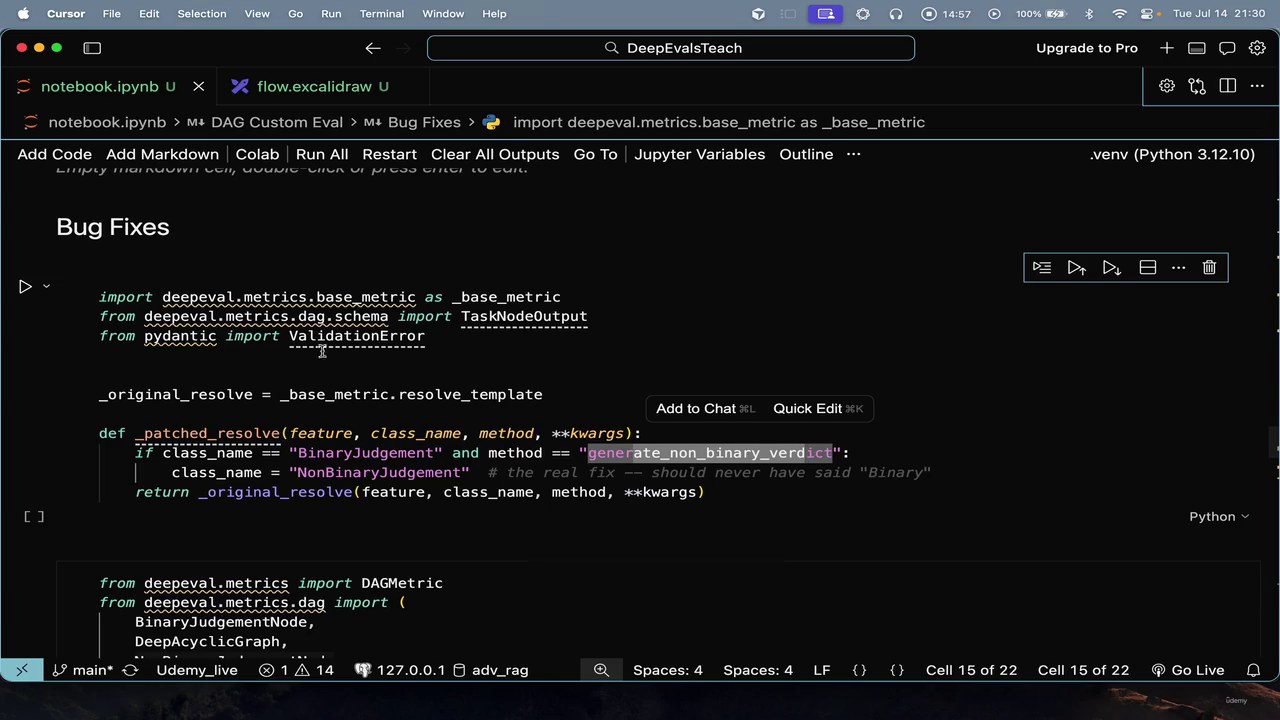 Cursor File Edit Selection View Go Run Terminal Window Help 14:57 100% Tue Jul 14 21:30
DeepEvalsTeach Upgrade to Pro
notebook.ipynb U flow.excalidraw U
notebook.ipynb > M↓ DAG Custom Eval > M↓ Bug Fixes > import deepeval.metrics.base_metric as _base_metric
Add Code Add Markdown Colab Run All Restart Clear All Outputs Go To Jupyter Variables Outline ... .venv (Python 3.12.10)
Empty markdown cell, double-click or press enter to edit.
Bug Fixes
import deepeval.metrics.base_metric as _base_metric
from deepeval.metrics.dag.schema import TaskNodeOutput
from pydantic import ValidationError
_original_resolve = _base_metric.resolve_template
Add to Chat ⌘L Quick Edit ⌘K
def _patched_resolve(feature, class_name, method, **kwargs):
if class_name == "BinaryJudgement" and method == "generate_non_binary_verdict":
class_name = "NonBinaryJudgement" # the real fix -- should never have said "Binary"
return _original_resolve(feature, class_name, method, **kwargs)
[ ] Python
from deepeval.metrics import DAGMetric
from deepeval.metrics.dag import (
BinaryJudgementNode,
DeepAcyclicGraph,
main* Udemy_live 1 14 127.0.0.1 adv_rag Spaces: 4 Spaces: 4 LF {} {} Cell 15 of 22 Cell 15 of 22 Go Live
udemy